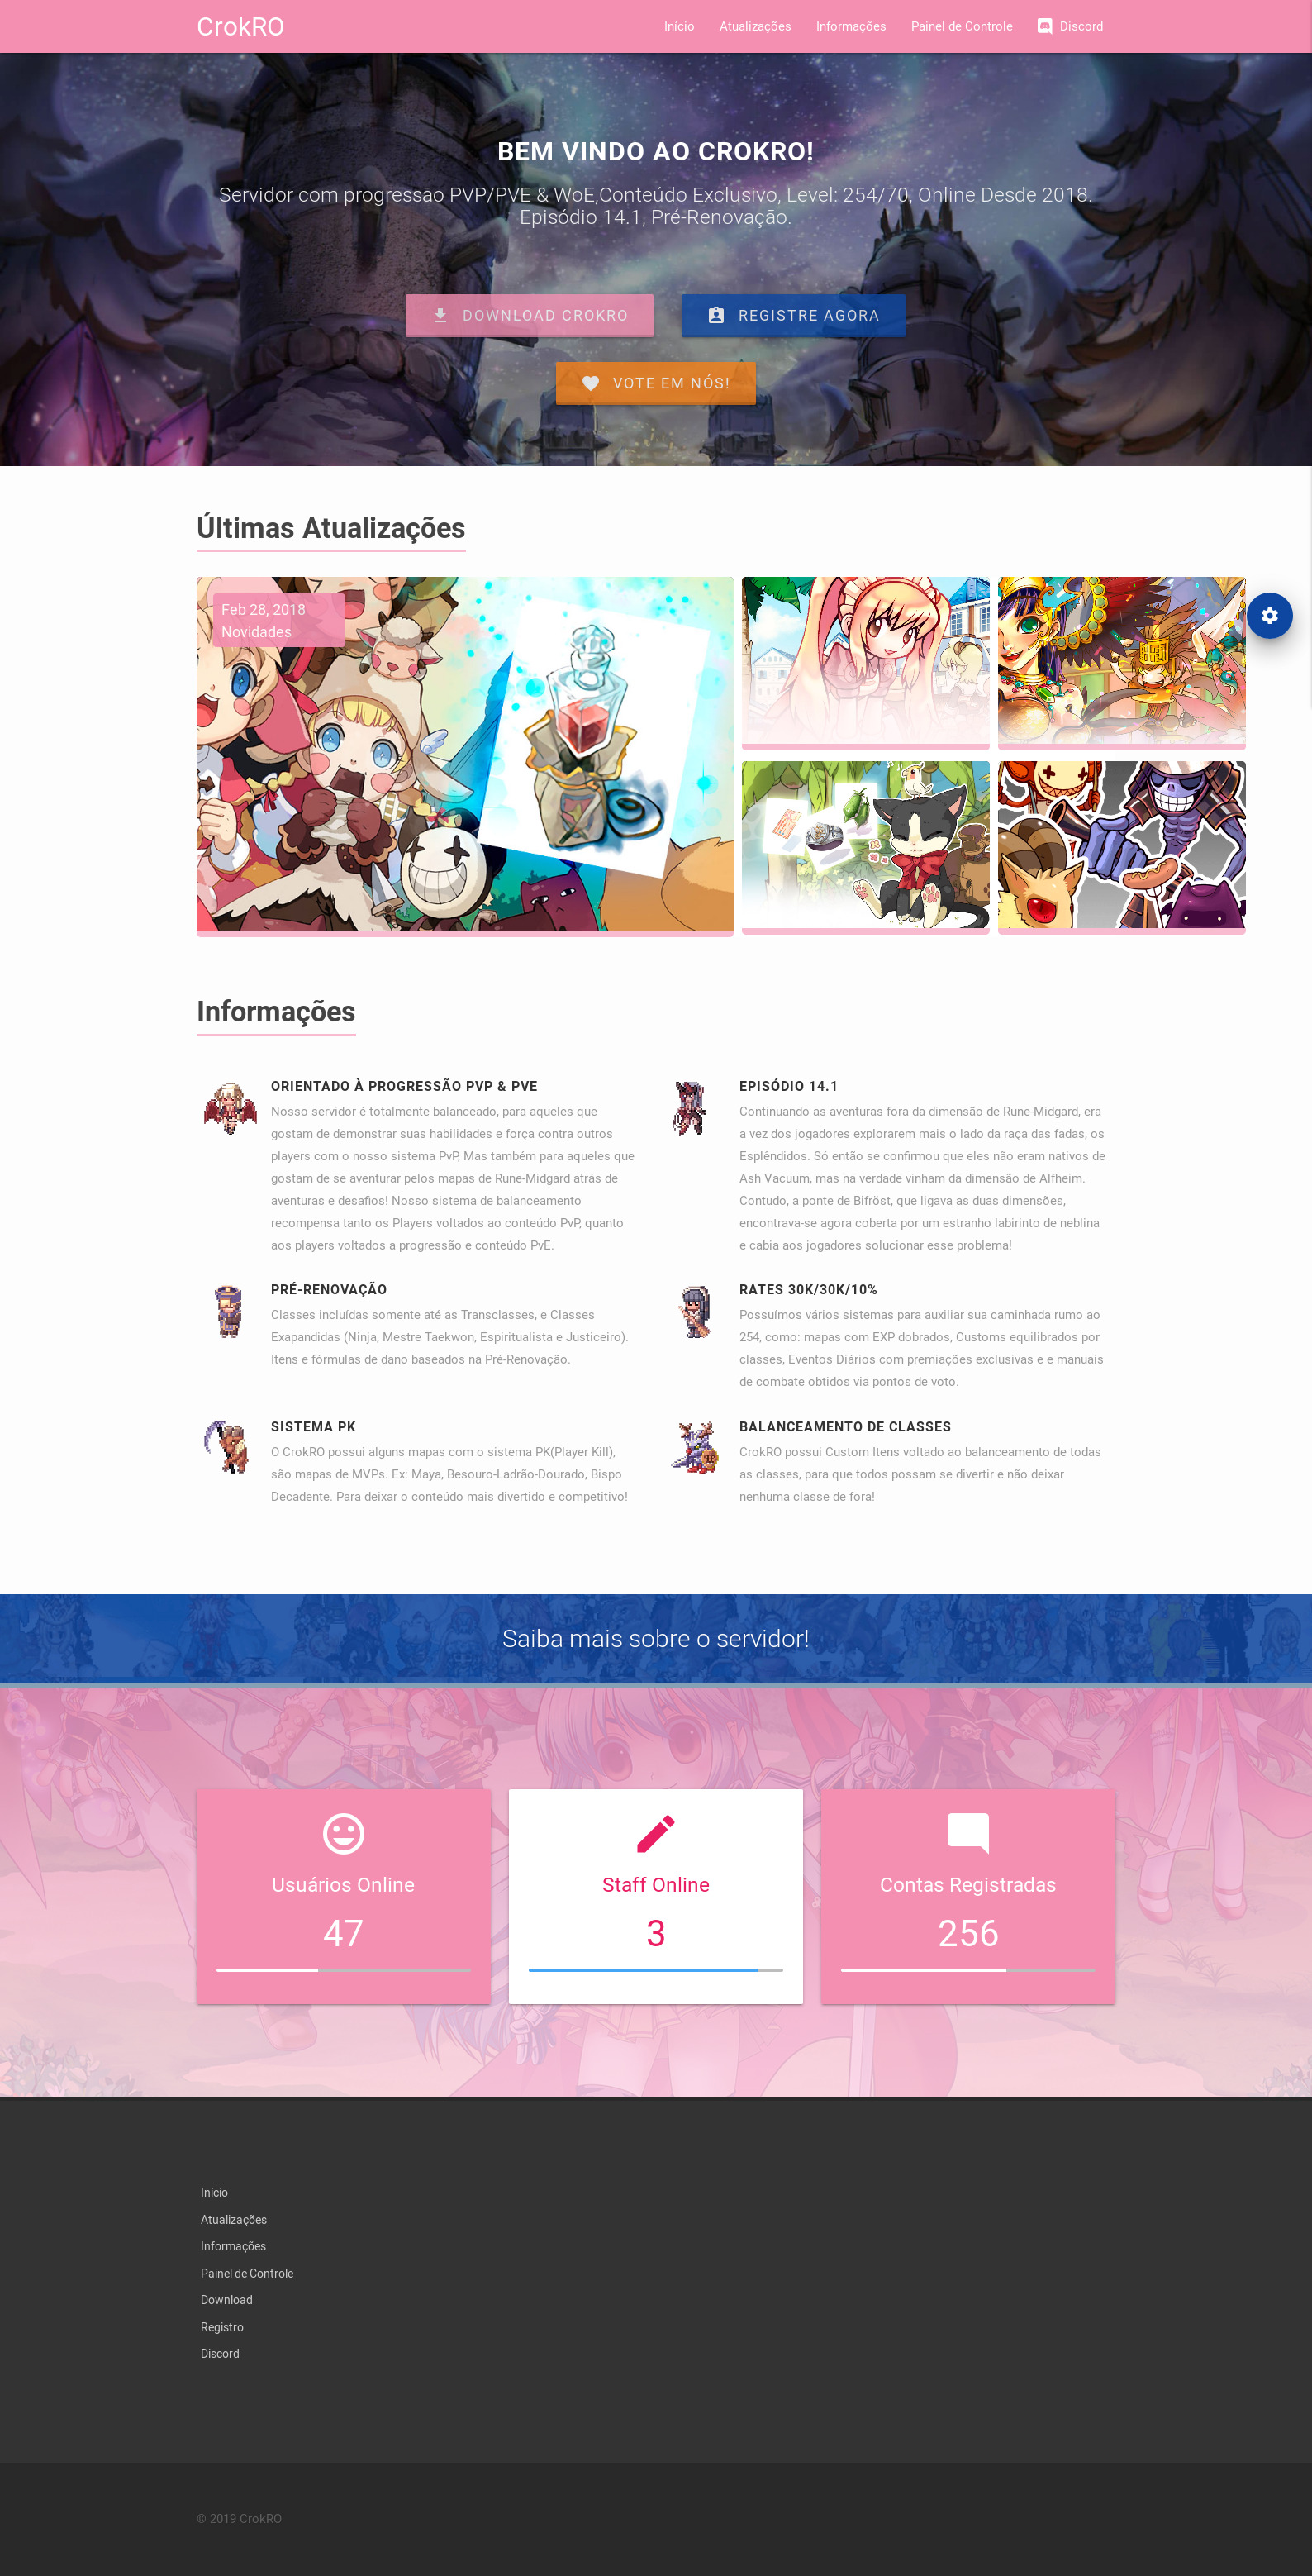 CrokRO
Início
Atualizações
Informações
Painel de Controle
Discord
BEM VINDO AO CROKRO!
Servidor com progressão PVP/PVE & WoE,Conteúdo Exclusivo, Level: 254/70, Online Desde 2018.
Episódio 14.1, Pré-Renovação.
DOWNLOAD CROKRO
REGISTRE AGORA
VOTE EM NÓS!
Últimas Atualizações
Feb 28, 2018
Novidades
Informações
ORIENTADO À PROGRESSÃO PVP & PVE
Nosso servidor é totalmente balanceado, para aqueles que
gostam de demonstrar suas habilidades e força contra outros
players com o nosso sistema PvP, Mas também para aqueles que
gostam de se aventurar pelos mapas de Rune-Midgard atrás de
aventuras e desafios! Nosso sistema de balanceamento
recompensa tanto os Players voltados ao conteúdo PvP, quanto
aos players voltados a progressão e conteúdo PvE.
EPISÓDIO 14.1
Continuando as aventuras fora da dimensão de Rune-Midgard, era
a vez dos jogadores explorarem mais o lado da raça das fadas, os
Esplêndidos. Só então se confirmou que eles não eram nativos de
Ash Vacuum, mas na verdade vinham da dimensão de Alfheim.
Contudo, a ponte de Bifröst, que ligava as duas dimensões,
encontrava-se agora coberta por um estranho labirinto de neblina
e cabia aos jogadores solucionar esse problema!
PRÉ-RENOVAÇÃO
Classes incluídas somente até as Transclasses, e Classes
Exapandidas (Ninja, Mestre Taekwon, Espiritualista e Justiceiro).
Itens e fórmulas de dano baseados na Pré-Renovação.
RATES 30K/30K/10%
Possuímos vários sistemas para auxiliar sua caminhada rumo ao
254, como: mapas com EXP dobrados, Customs equilibrados por
classes, Eventos Diários com premiações exclusivas e e manuais
de combate obtidos via pontos de voto.
SISTEMA PK
O CrokRO possui alguns mapas com o sistema PK(Player Kill),
são mapas de MVPs. Ex: Maya, Besouro-Ladrão-Dourado, Bispo
Decadente. Para deixar o conteúdo mais divertido e competitivo!
BALANCEAMENTO DE CLASSES
CrokRO possui Custom Itens voltado ao balanceamento de todas
as classes, para que todos possam se divertir e não deixar
nenhuma classe de fora!
Saiba mais sobre o servidor!
Usuários Online
47
Staff Online
3
Contas Registradas
256
Início
Atualizações
Informações
Painel de Controle
Download
Registro
Discord
© 2019 CrokRO